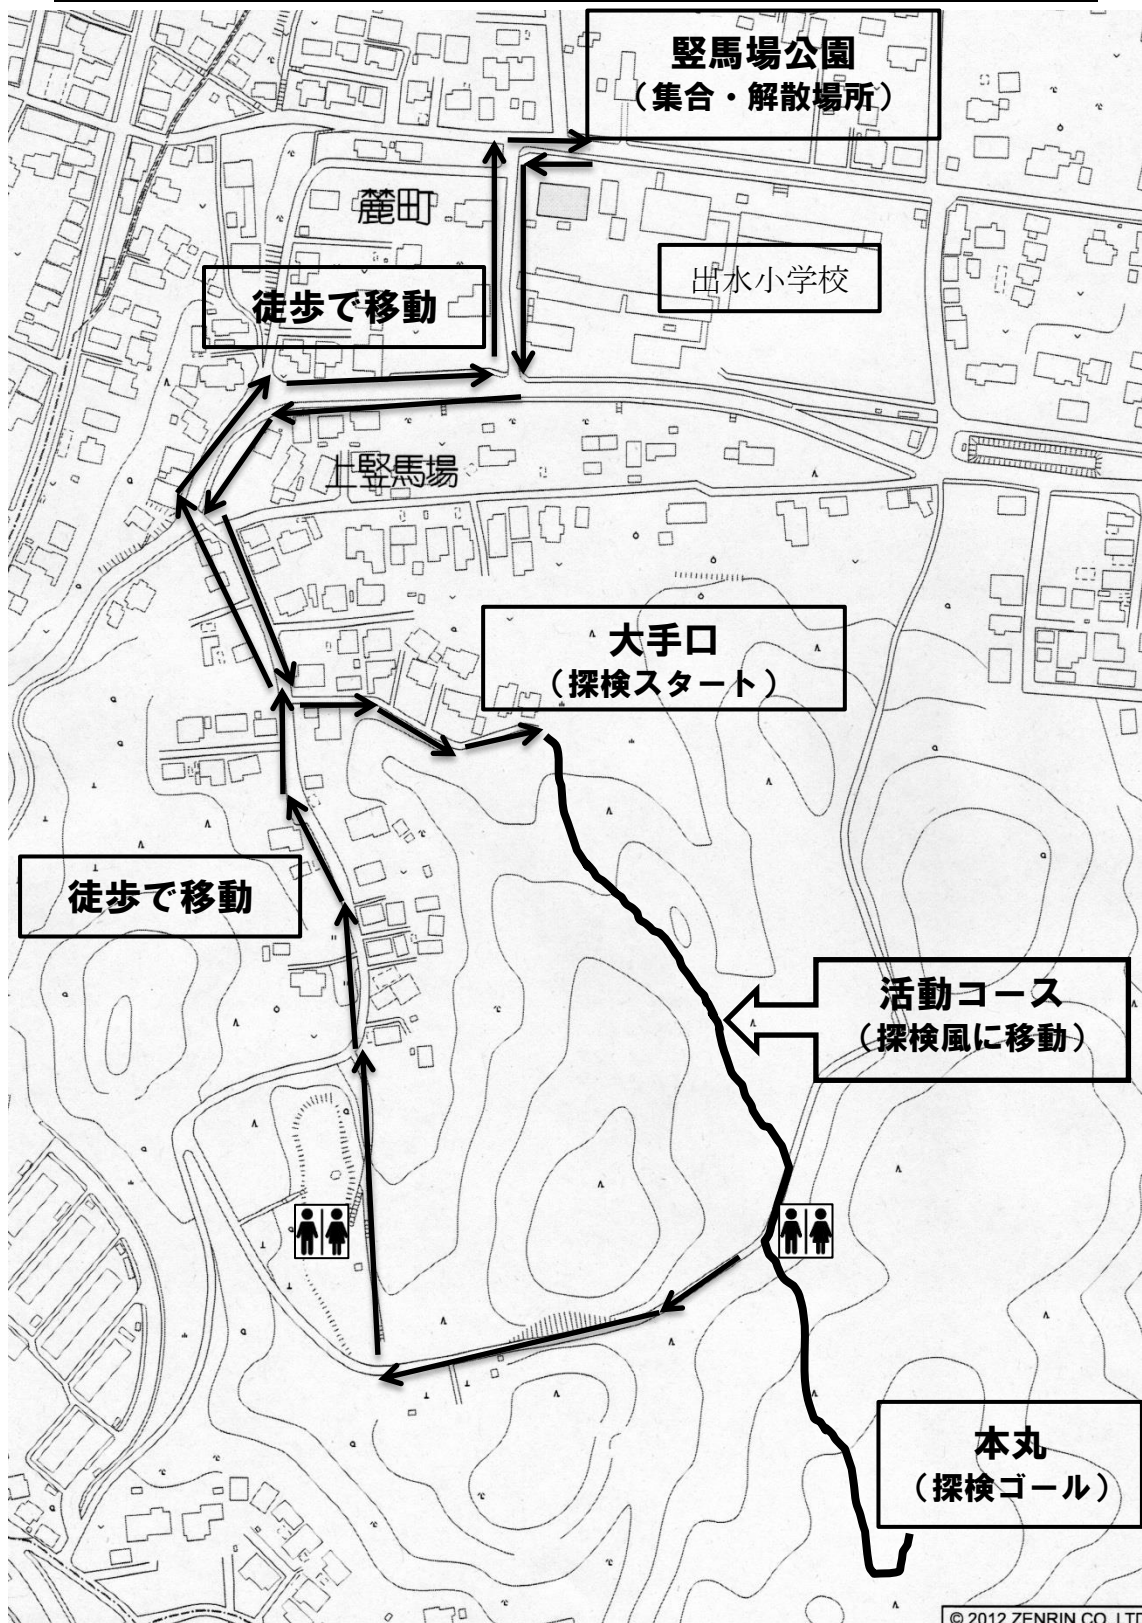 竪馬場公園
（集合・解散場所）
麓町
出水小学校
徒歩で移動
上竪馬場
大手口
（探検スタート）
徒歩で移動
活動コース
（探検風に移動）
本丸
（探検ゴール）
© 2012 ZENRIN CO., LTD